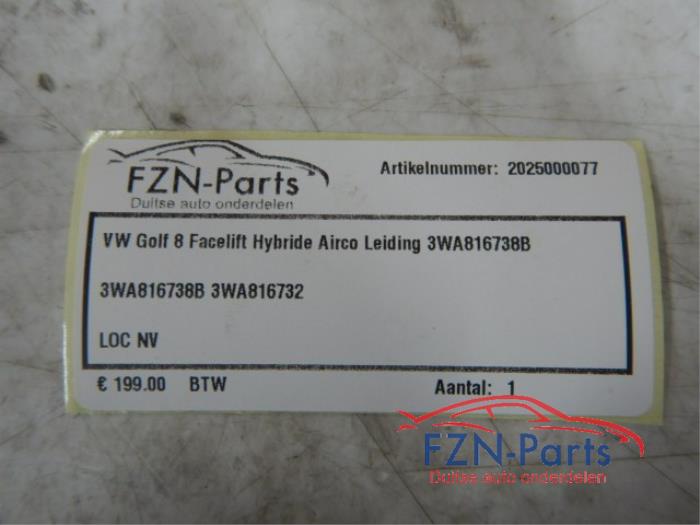 FZN-Parts
Duitse auto onderdelen
Artikelnummer: 2025000077
VW Golf 8 Facelift Hybride Airco Leiding 3WA816738B
3WA816738B 3WA816732
LOC NV
€ 199.00 BTW
Aantal: 1
FZN-Parts
Duitse auto onderdelen